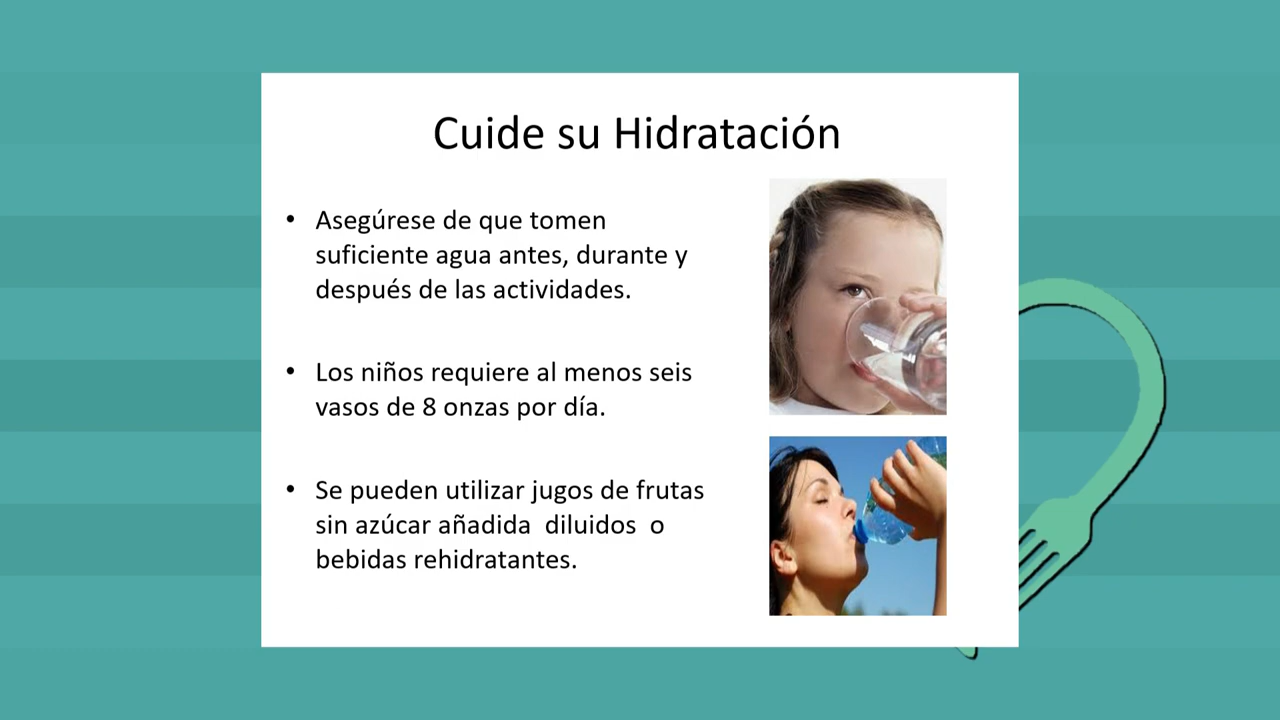 Cuide su Hidratación
• Asegúrese de que tomen
suficiente agua antes, durante y
después de las actividades.
• Los niños requiere al menos seis
vasos de 8 onzas por día.
• Se pueden utilizar jugos de frutas
sin azúcar añadida  diluidos  o
bebidas rehidratantes.